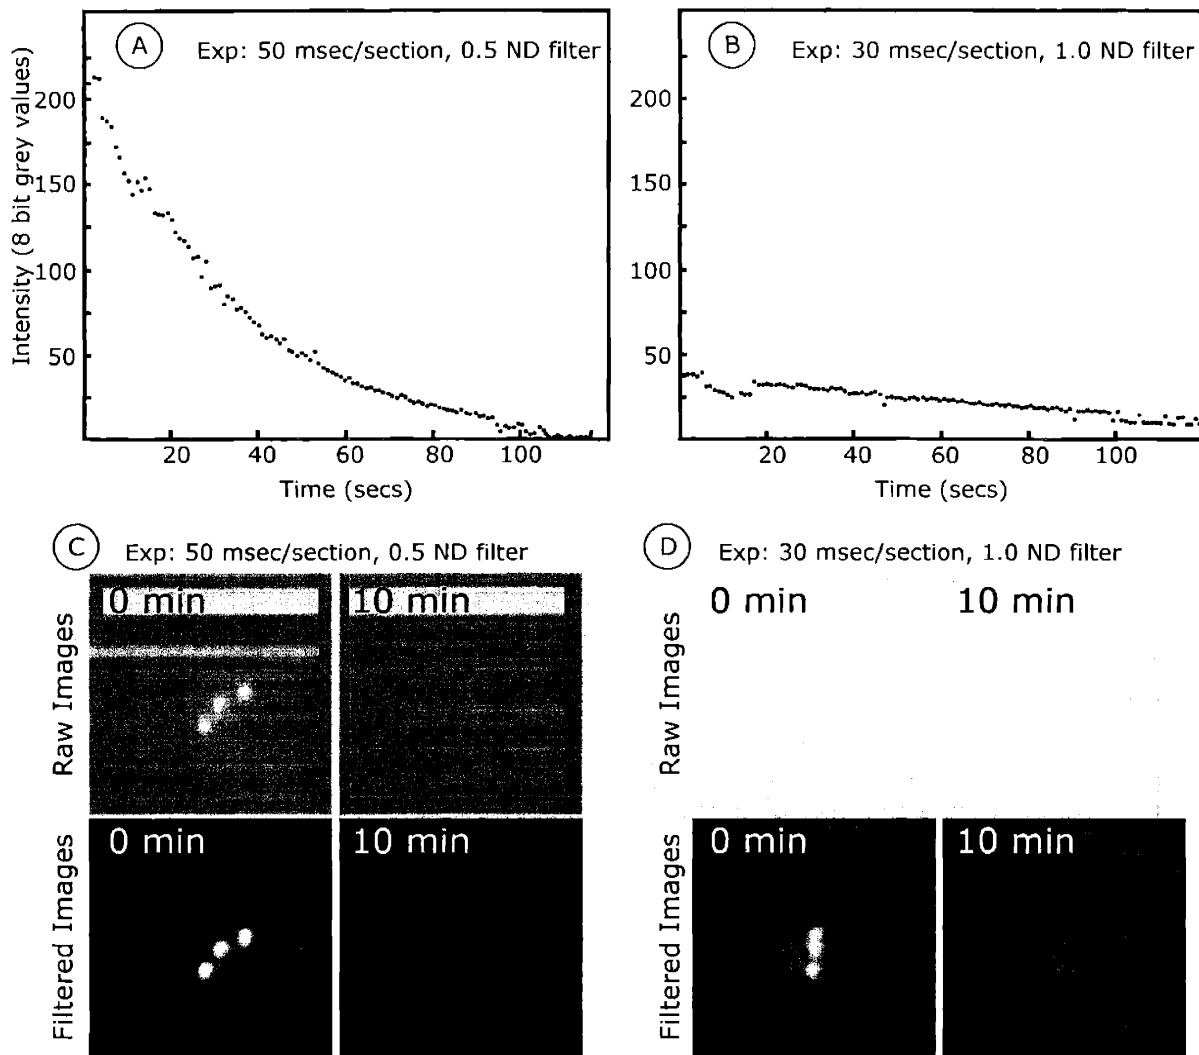 A Exp: 50 msec/section, 0.5 ND filter
Intensity (8 bit grey values)
200
150
100
50
20 40 60 80 100
Time (secs)
B Exp: 30 msec/section, 1.0 ND filter
200
150
100
50
20 40 60 80 100
Time (secs)
C Exp: 50 msec/section, 0.5 ND filter
Raw Images
0 min 10 min
Filtered Images
0 min 10 min
D Exp: 30 msec/section, 1.0 ND filter
Raw Images
0 min 10 min
Filtered Images
0 min 10 min